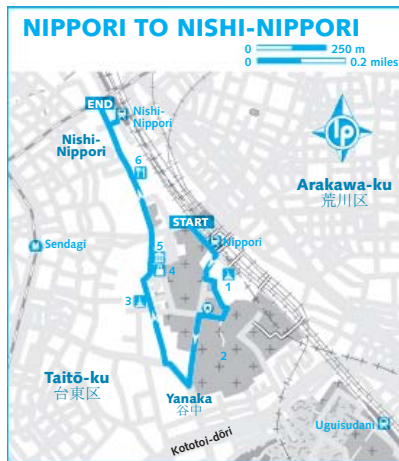 NIPPORI TO NISHI-NIPPORI
0 250 m
0 0.2 miles
END
Nishi-
Nippori
Nishi-
Nippori
lp
6
Arakawa-ku
荒川区
START
Nippori
Sendagi
5
4
1
3
2
Taitō-ku
台東区
Yanaka
谷中
Uguisudani
Kototoi-dōri